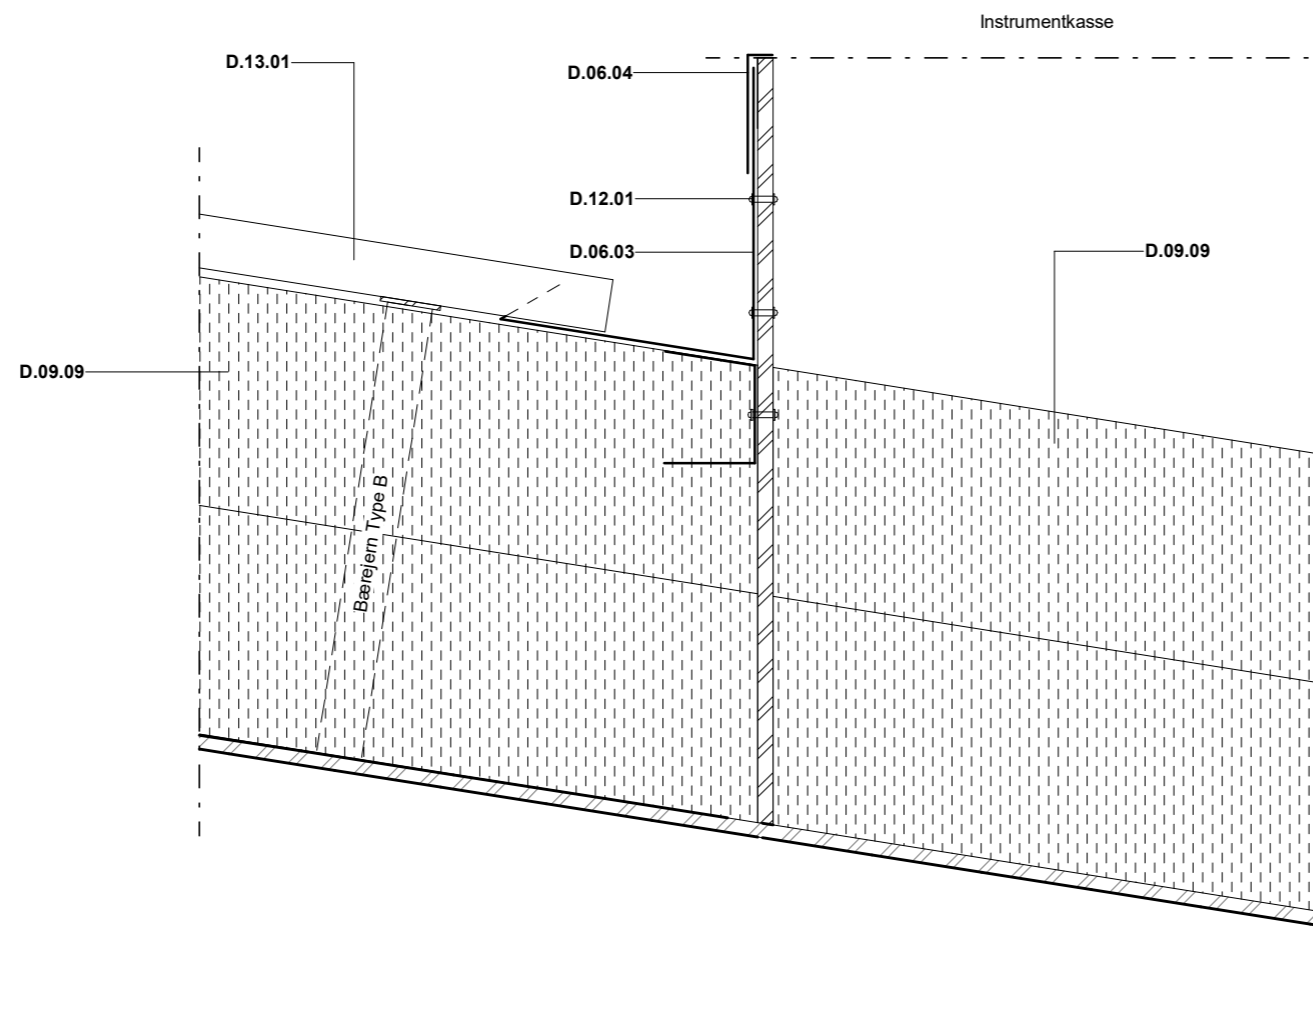 Instrumentkasse
D.13.01
D.06.04
D.12.01
D.06.03
D.09.09
D.09.09
Bærejern Type B